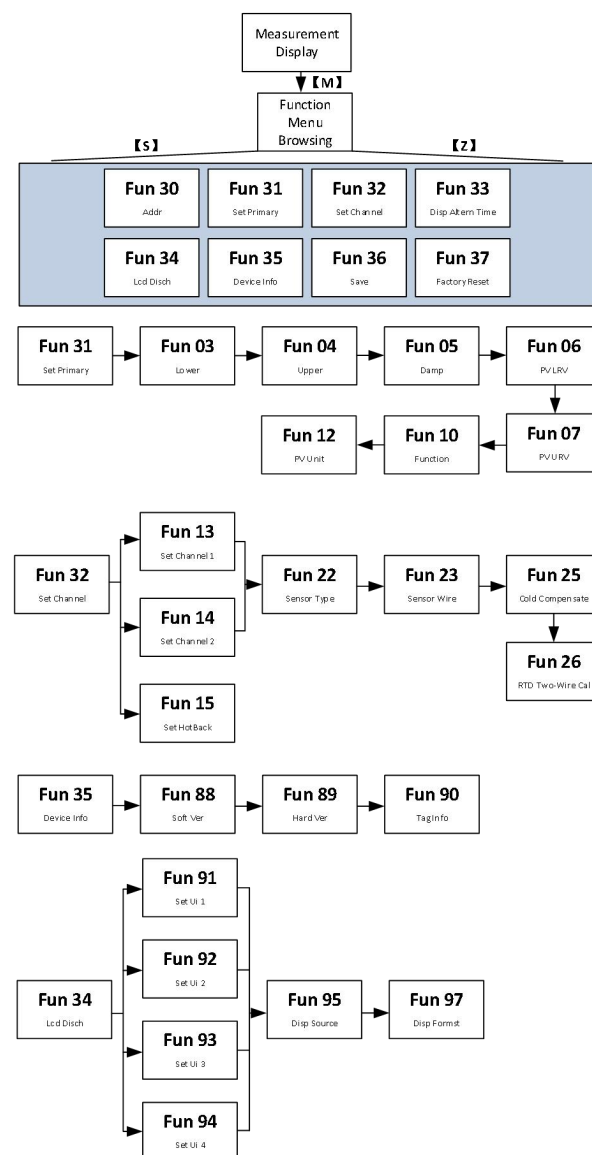 Measurement
Display
【M】
Function
Menu
Browsing
【S】
【Z】
Fun 30
Addr
Fun 31
Set Primary
Fun 32
Set Channel
Fun 33
Disp Altern Time
Fun 34
Lcd Disch
Fun 35
Device Info
Fun 36
Save
Fun 37
Factory Reset
Fun 31
Set Primary
Fun 03
Lower
Fun 04
Upper
Fun 05
Damp
Fun 06
PV LRV
Fun 12
PV Unit
Fun 10
Function
Fun 07
PV URV
Fun 32
Set Channel
Fun 13
Set Channel 1
Fun 14
Set Channel 2
Fun 15
Set HotBack
Fun 22
Sensor Type
Fun 23
Sensor Wire
Fun 25
Cold Compensate
Fun 26
RTD Two-Wire Cal
Fun 35
Device Info
Fun 88
Soft Ver
Fun 89
Hard Ver
Fun 90
Tag Info
Fun 34
Lcd Disch
Fun 91
Set Ui 1
Fun 92
Set Ui 2
Fun 93
Set Ui 3
Fun 94
Set Ui 4
Fun 95
Disp Source
Fun 97
Disp Formst